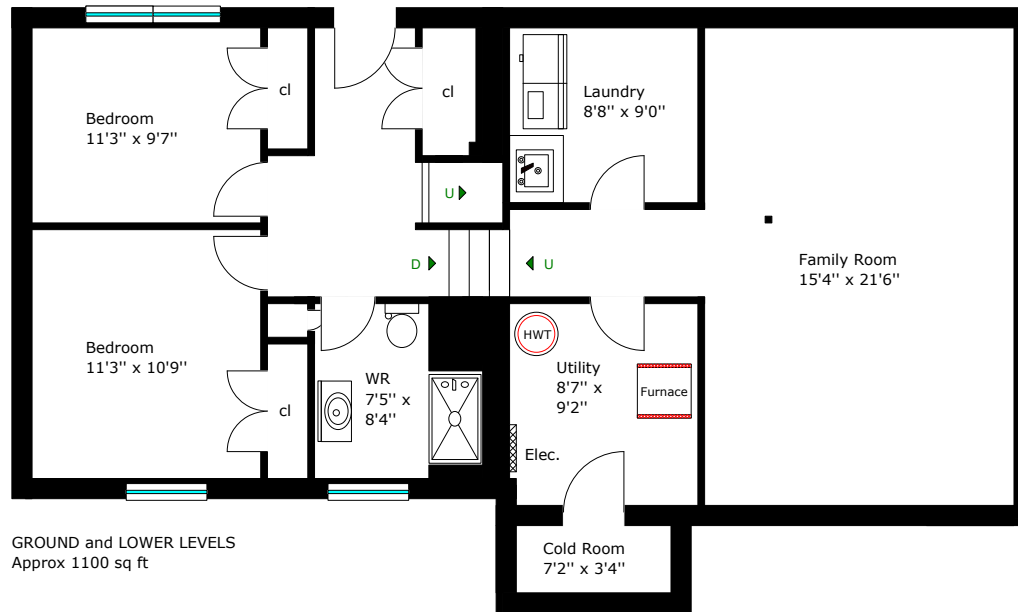 Bedroom
11'3'' x 9'7''
cl
cl
Laundry
8'8'' x 9'0''
U
D
U
Family Room
15'4'' x 21'6''
Bedroom
11'3'' x 10'9''
cl
WR
7'5'' x
8'4''
HWT
Utility
8'7'' x
9'2''
Furnace
Elec.
Cold Room
7'2'' x 3'4''
GROUND and LOWER LEVELS
Approx 1100 sq ft